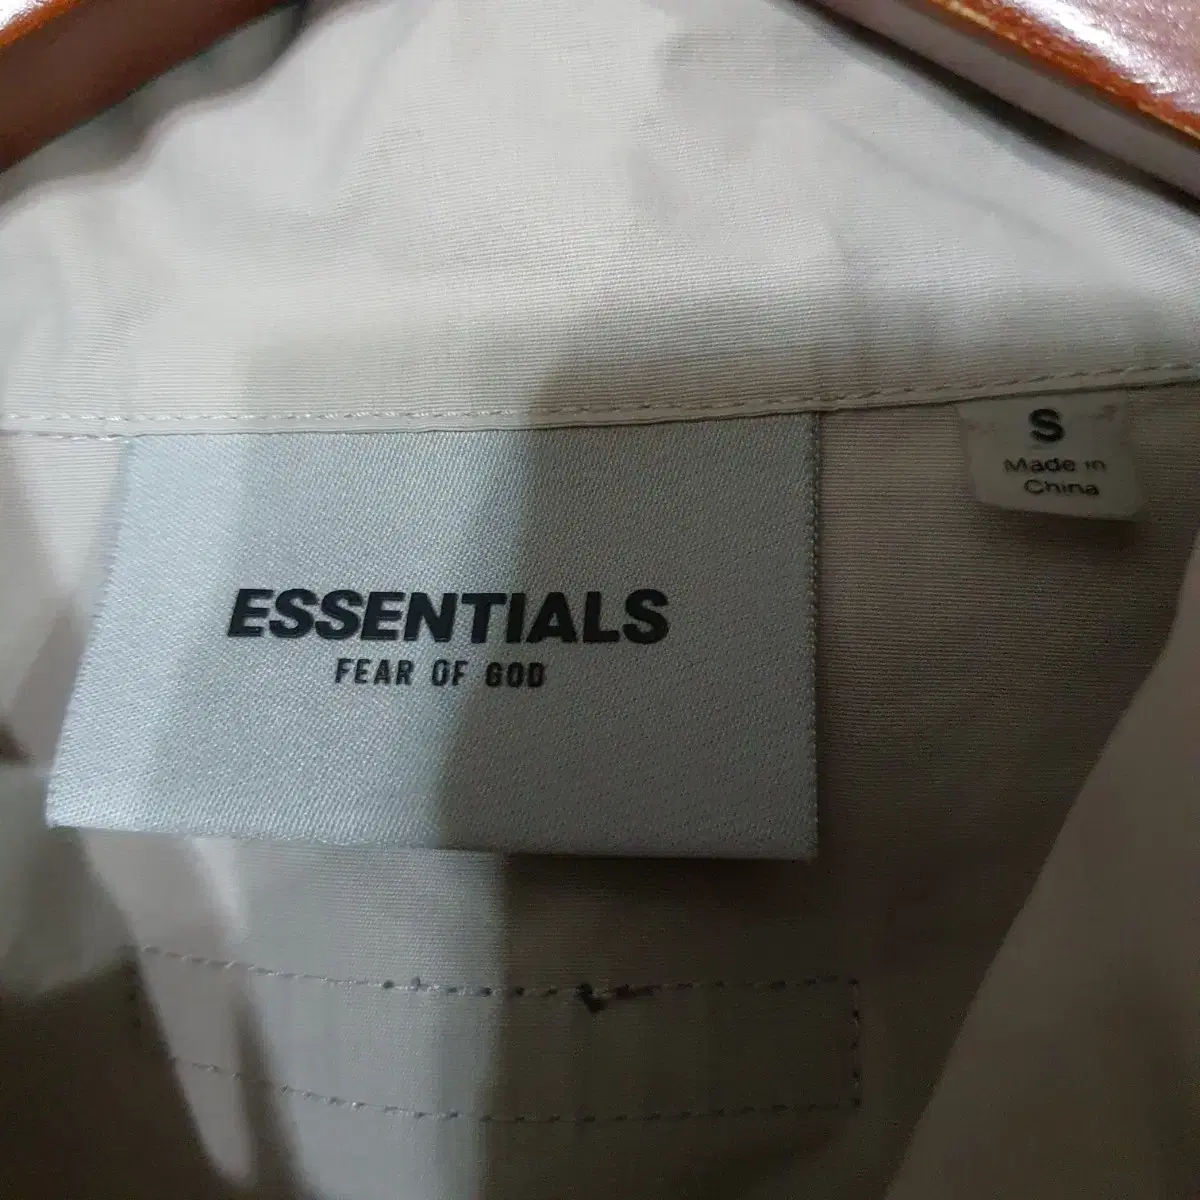 S
Made in
China
ESSENTIALS
FEAR OF GOD